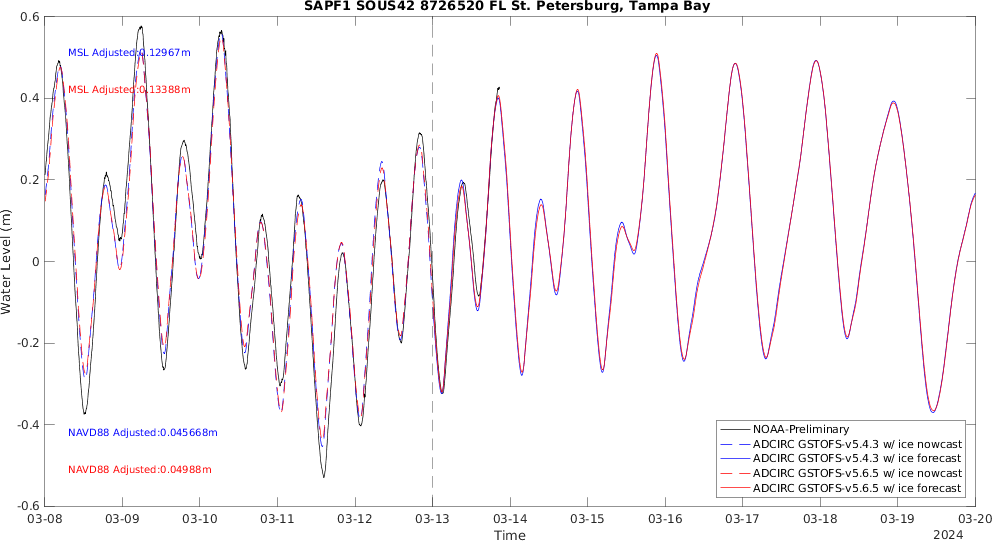 SAPF1 SOUS42 8726520 FL St. Petersburg, Tampa Bay
0.6
MSL Adjusted:0.12967m
MSL Adjusted:0.13388m
0.4
0.2
0
-0.2
-0.4
-0.6
Water Level (m)
NAVD88 Adjusted:0.045668m
NAVD88 Adjusted:0.04988m
NOAA-Preliminary
ADCIRC GSTOFS-v5.4.3 w/ ice nowcast
ADCIRC GSTOFS-v5.4.3 w/ ice forecast
ADCIRC GSTOFS-v5.6.5 w/ ice nowcast
ADCIRC GSTOFS-v5.6.5 w/ ice forecast
03-08 03-09 03-10 03-11 03-12 03-13 03-14 03-15 03-16 03-17 03-18 03-19 03-20
Time
2024